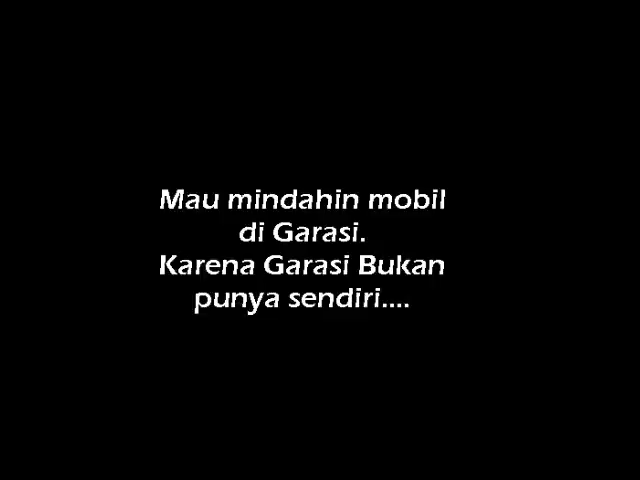 Mau mindahin mobil
di Garasi.
Karena Garasi Bukan
punya sendiri....